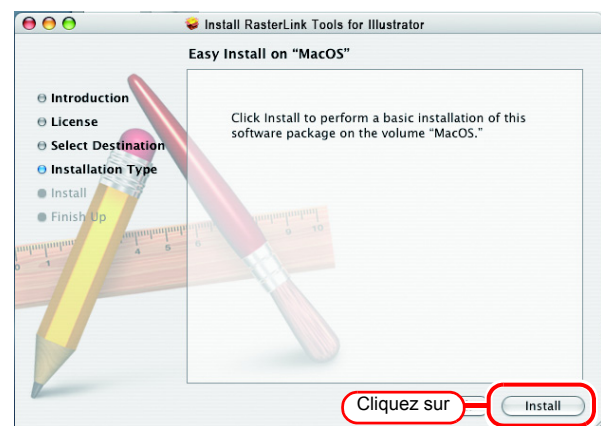 Install RasterLink Tools for Illustrator
Easy Install on “MacOS”
Introduction
License
Select Destination
Installation Type
Install
Finish Up
Click Install to perform a basic installation of this
software package on the volume “MacOS.”
Cliquez sur
Install